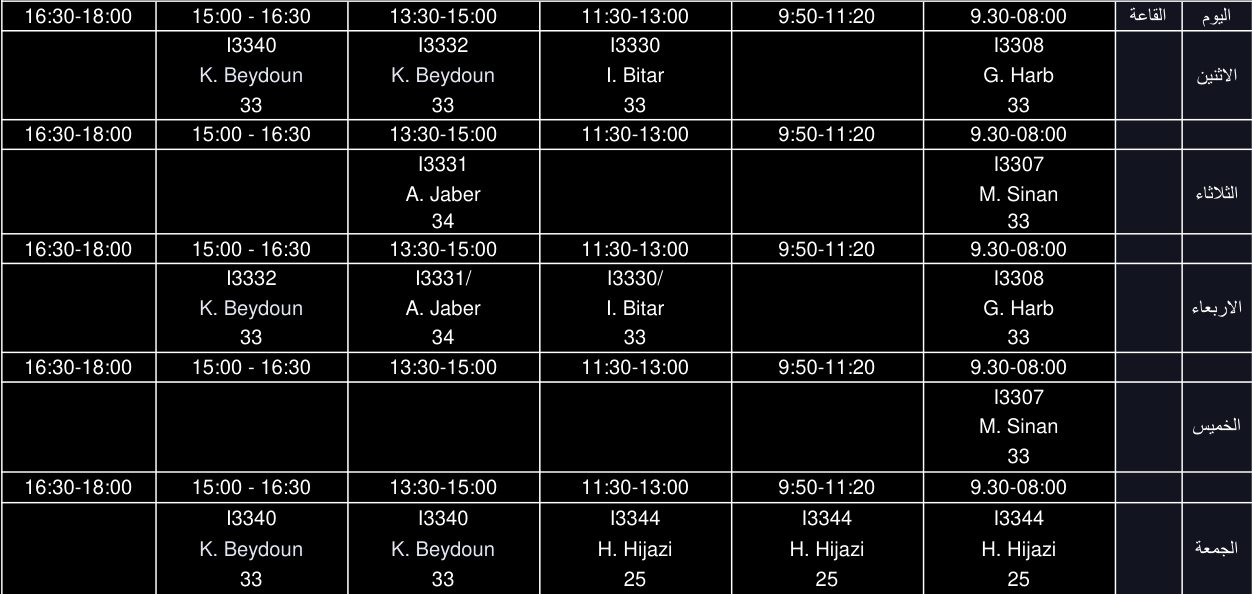 اليوم القاعة 9.30-08:00 9:50-11:20 11:30-13:00 13:30-15:00 15:00 - 16:30 16:30-18:00
I3308 I3330 I3332 I3340
الاثنين G. Harb I. Bitar K. Beydoun K. Beydoun
33 33 33 33
9.30-08:00 9:50-11:20 11:30-13:00 13:30-15:00 15:00 - 16:30 16:30-18:00
I3307 I3331
الثلاثاء M. Sinan A. Jaber
33 34
9.30-08:00 9:50-11:20 11:30-13:00 13:30-15:00 15:00 - 16:30 16:30-18:00
I3308 I3330/ I3331/ I3332
الاربعاء G. Harb I. Bitar A. Jaber K. Beydoun
33 33 34 33
9.30-08:00 9:50-11:20 11:30-13:00 13:30-15:00 15:00 - 16:30 16:30-18:00
I3307
الخميس M. Sinan
33
9.30-08:00 9:50-11:20 11:30-13:00 13:30-15:00 15:00 - 16:30 16:30-18:00
I3344 I3344 I3344 I3340 I3340
الجمعة H. Hijazi H. Hijazi H. Hijazi K. Beydoun K. Beydoun
25 25 25 33 33